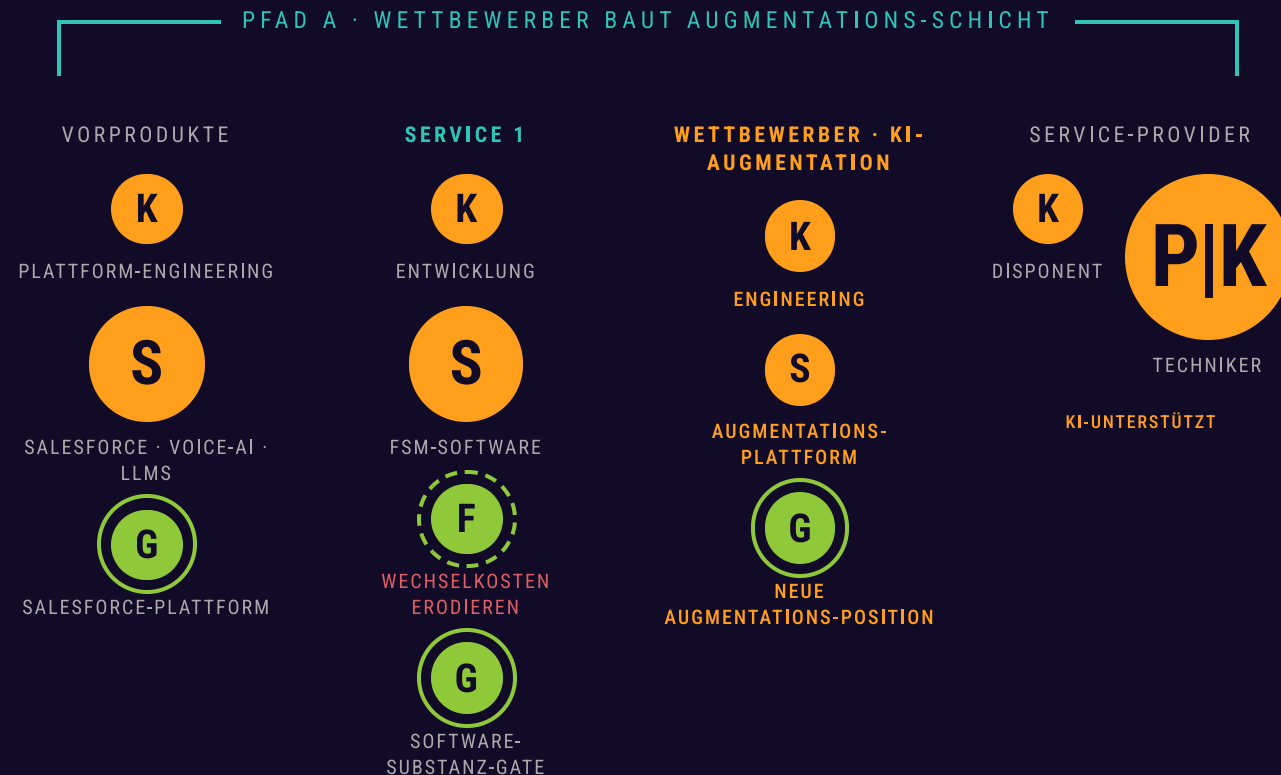 PFAD A · WETTBEWERBER BAUT AUGMENTATIONS-SCHICHT
VORPRODUKTE
K
PLATTFORM-ENGINEERING
S
SALESFORCE · VOICE-AI ·
LLMS
G
SALESFORCE-PLATTFORM
SERVICE 1
K
ENTWICKLUNG
S
FSM-SOFTWARE
F
WECHSELKOSTEN
ERODIEREN
G
SOFTWARE-
SUBSTANZ-GATE
WETTBEWERBER · KI-
AUGMENTATION
K
ENGINEERING
S
AUGMENTATIONS-
PLATTFORM
G
NEUE
AUGMENTATIONS-POSITION
SERVICE-PROVIDER
K
DISPONENT
P|K
TECHNIKER
KI-UNTERSTÜTZT